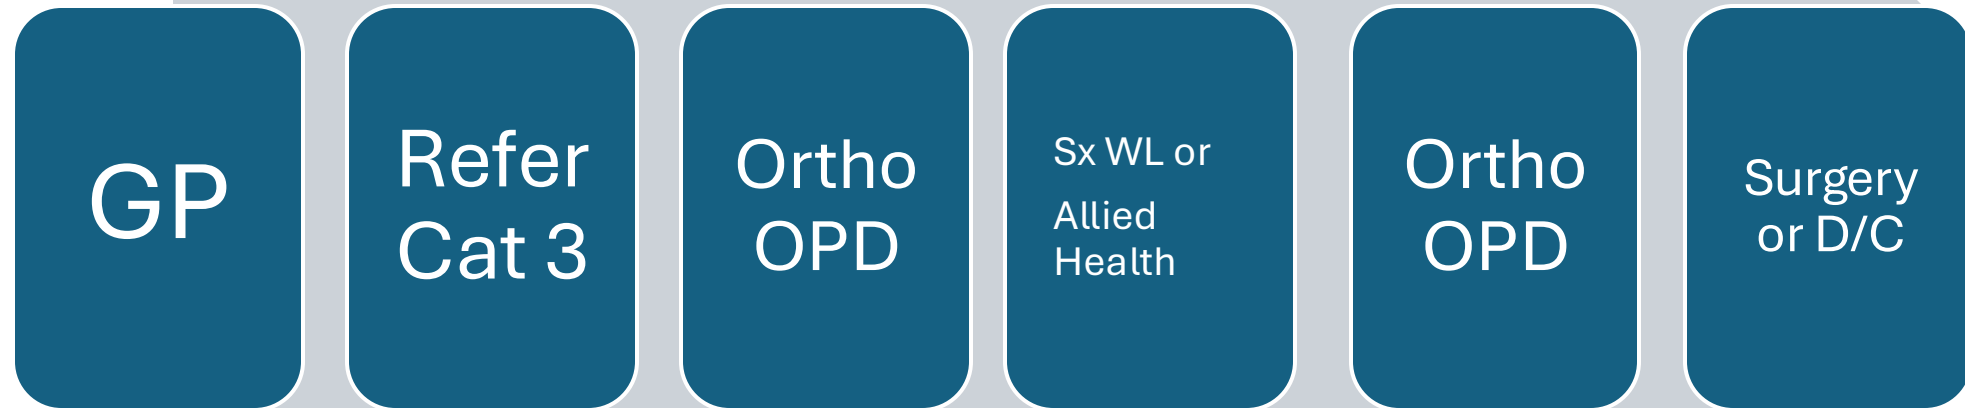 GP
Refer
Cat 3
Ortho
OPD
Sx WL or
Allied
Health
Ortho
OPD
Surgery
or D/C